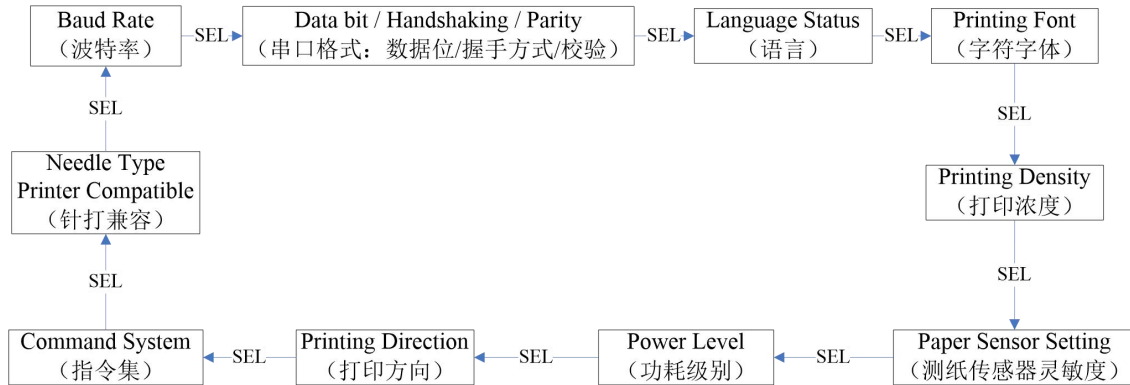 Baud Rate
（波特率）
SEL
Data bit / Handshaking / Parity
（串口格式：数据位/握手方式/校验）
SEL
Language Status
（语言）
SEL
Printing Font
（字符字体）
SEL
Printing Density
（打印浓度）
SEL
Paper Sensor Setting
（测纸传感器灵敏度）
SEL
Power Level
（功耗级别）
SEL
Printing Direction
（打印方向）
SEL
Command System
（指令集）
SEL
Needle Type
Printer Compatible
（针打兼容）
SEL